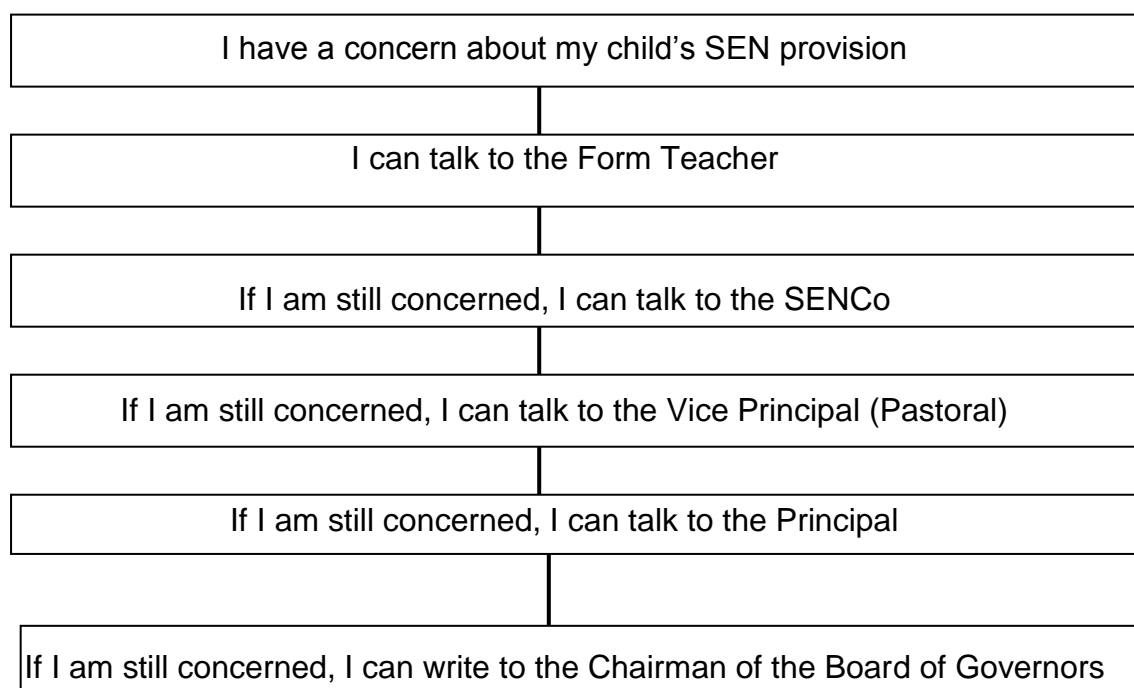 I have a concern about my child's SEN provision
I can talk to the Form Teacher
If I am still concerned, I can talk to the SENCo
If I am still concerned, I can talk to the Vice Principal (Pastoral)
If I am still concerned, I can talk to the Principal
If I am still concerned, I can write to the Chairman of the Board of Governors